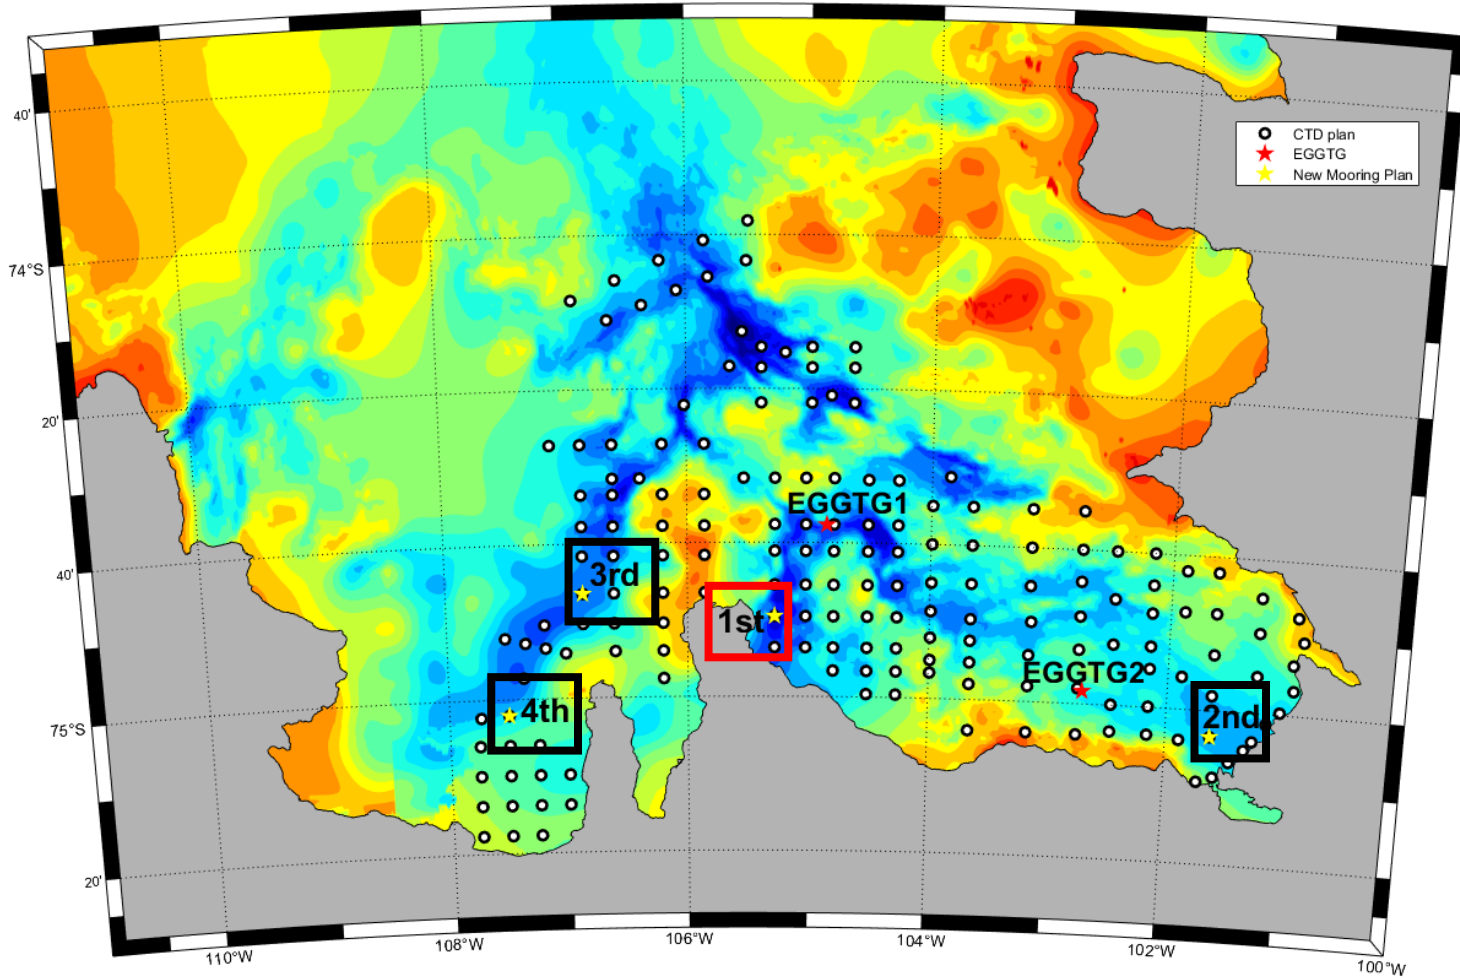 40'
CTD plan
EGGTG
New Mooring Plan
74°S
20'
EGGTG1
40'
3rd
1st
EGGTG2
4th
2nd
75°S
20'
110°W
108°W
106°W
104°W
102°W
100°W